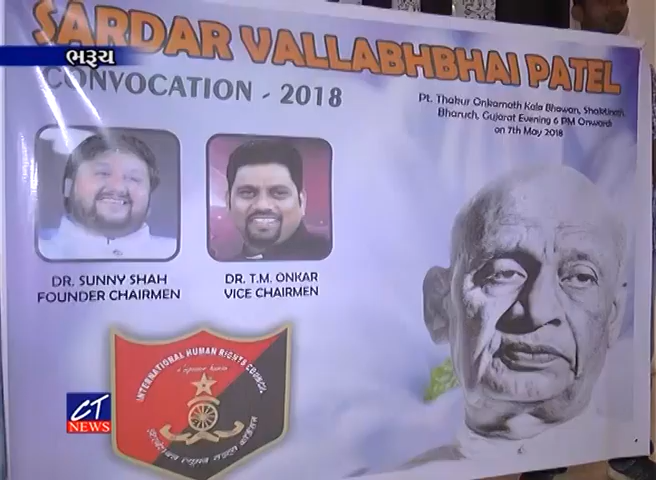 ભરૂચ
SARDAR VALLABHBHAI PATEL
CONVOCATION - 2018
Pt. Thakur Onkarnath Kala Bhawan, Shaktinath,
Bharuch, Gujarat Evening 6 PM Onwards
on 7th May 2018
DR. SUNNY SHAH
FOUNDER CHAIRMEN
DR. T.M. ONKAR
VICE CHAIRMEN
INTERNATIONAL HUMAN RIGHTS COUNCIL
CT
NEWS